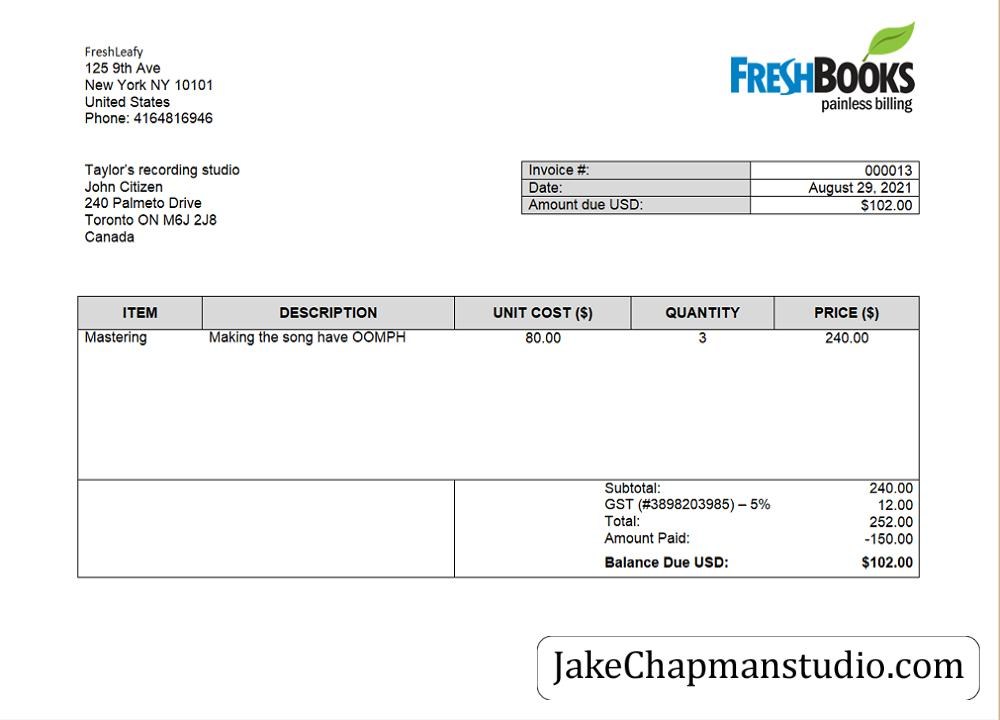 FreshLeafy
125 9th Ave
New York NY 10101
United States
Phone: 4164816946
FRESHBOOKS
painless billing
Taylor's recording studio
John Citizen
240 Palmeto Drive
Toronto ON M6J 2J8
Canada
Invoice #: 000013
Date: August 29, 2021
Amount due USD: $102.00
ITEM DESCRIPTION UNIT COST ($) QUANTITY PRICE ($)
Mastering Making the song have OOMPH 80.00 3 240.00
Subtotal: 240.00
GST (#3898203985) – 5% 12.00
Total: 252.00
Amount Paid: -150.00
Balance Due USD: $102.00
JakeChapmanstudio.com